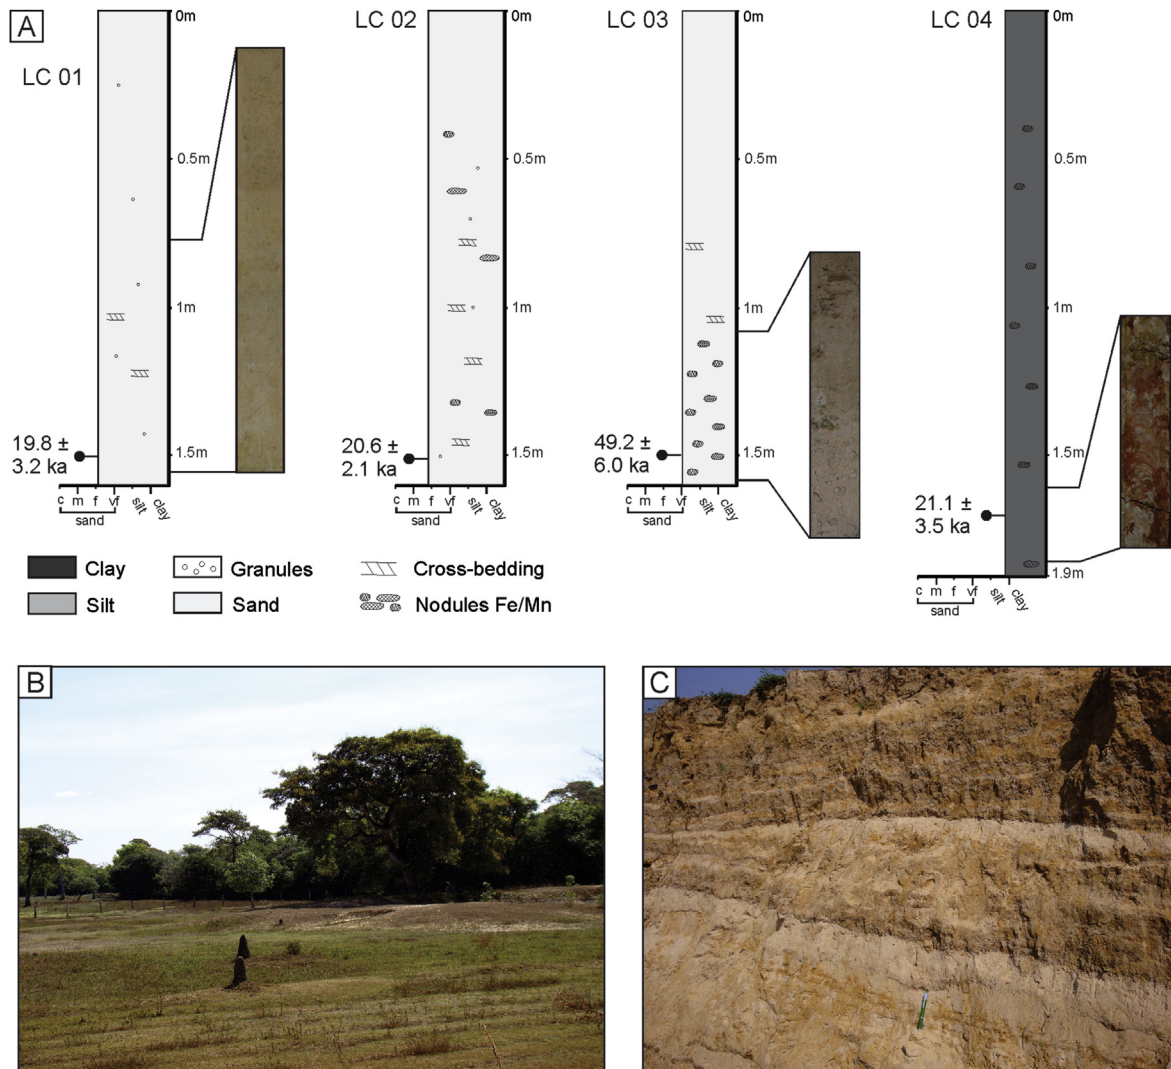 A
LC 01
0m
0.5m
1m
1.5m
19.8 ±
3.2 ka
c m f vf silt clay
sand
LC 02
0m
0.5m
1m
1.5m
20.6 ±
2.1 ka
c m f vf silt clay
sand
LC 03
0m
0.5m
1m
1.5m
49.2 ±
6.0 ka
c m f vf silt clay
sand
LC 04
0m
0.5m
1m
1.5m
21.1 ±
3.5 ka
1.9m
c m f vf silt clay
sand
Clay
Granules
Cross-bedding
Silt
Sand
Nodules Fe/Mn
B
C